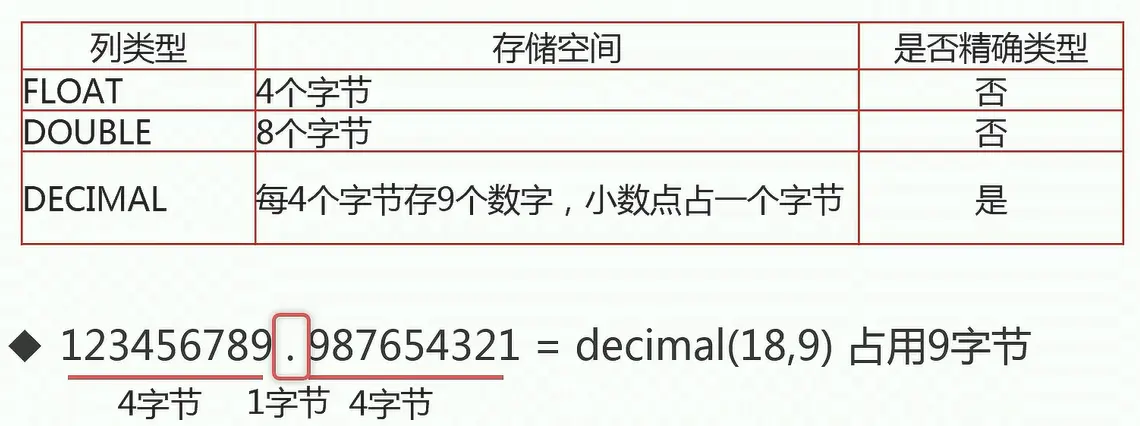 列类型 存储空间 是否精确类型
FLOAT 4个字节 否
DOUBLE 8个字节 否
DECIMAL 每4个字节存9个数字，小数点占一个字节 是
◆ 123456789.987654321 = decimal(18,9) 占用9字节
4字节 1字节 4字节